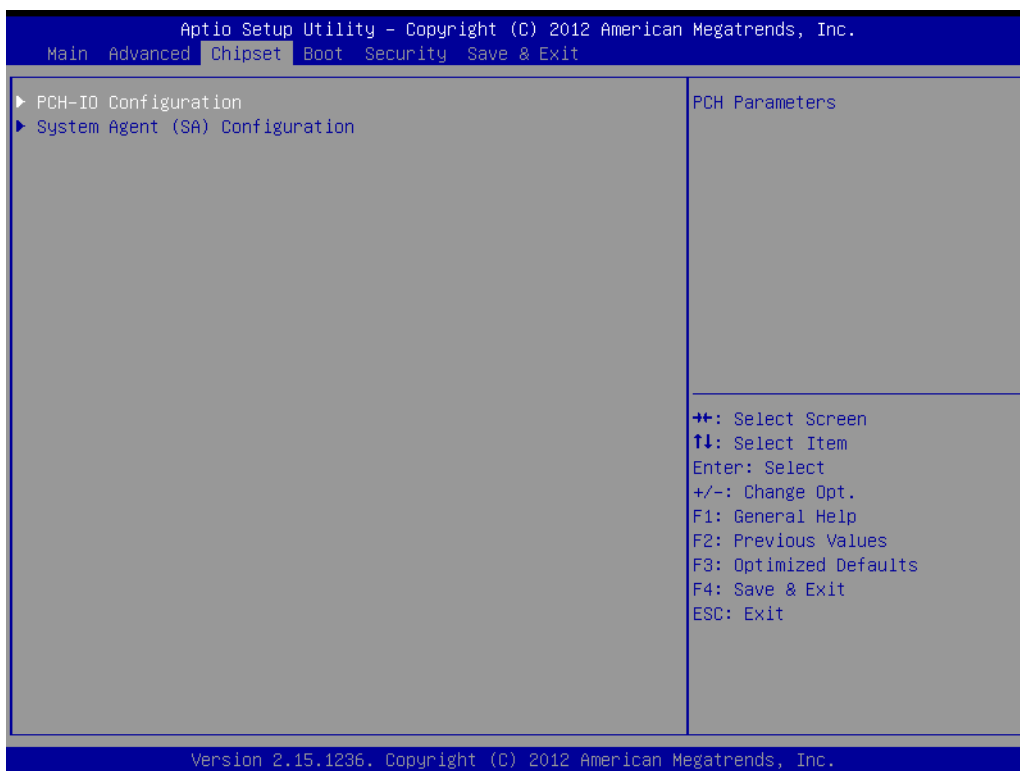 Aptio Setup Utility – Copyright (C) 2012 American Megatrends, Inc.
Main Advanced Chipset Boot Security Save & Exit
PCH-IO Configuration
System Agent (SA) Configuration
PCH Parameters
→←: Select Screen
↑↓: Select Item
Enter: Select
+/-: Change Opt.
F1: General Help
F2: Previous Values
F3: Optimized Defaults
F4: Save & Exit
ESC: Exit
Version 2.15.1236. Copyright (C) 2012 American Megatrends, Inc.